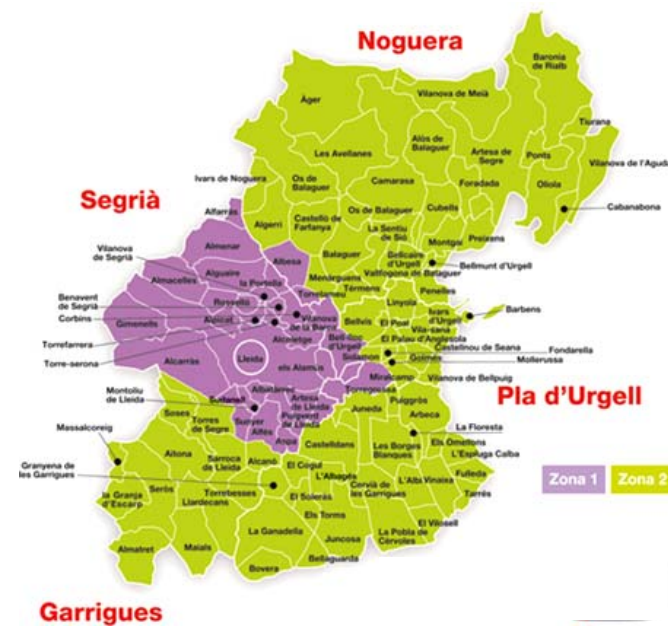 Noguera
Baronia
de Rialb
Vilanova de Meià
Àger
Tiurana
Alòs de
Balaguer
Les Avellanes
Artesa de
Segre
Ponts
Vilanova de l'Aguda
Ivars de Noguera
Os de
Balaguer
Camarasa
Foradada
Oliola
Cabanabona
Segrià
Alfarràs
Algerri
Castelló de
Farfanya
Os de Balaguer
Cubells
La Sentiu
de Sió
Preixens
Montgai
Vilanova
de Segrià
Almenar
Albesa
Balaguer
Bellcaire
d'Urgell
Bellmunt d'Urgell
Alguaire
Menàrguens
Vallfogona de Balaguer
Almacelles
la Portella
Térmens
Penelles
Benavent
de Segrià
Rosselló
Torrelameu
Linyola
Ivars
d'Urgell
Barbens
Corbins
Gimenells
Alpicat
Vilanova
de la Barca
Bellvís
El Poal
Vila-sana
Torrefarrera
Alcoletge
Bell-lloc
d'Urgell
El Palau d'Anglesola
Castellnou de Seana
Torre-serona
Lleida
Sidamon
Golmés
Fondarella
Mollerussa
Alcarràs
els Alamús
Miralcamp
Vilanova de Bellpuig
Montoliu
de Lleida
Albatàrrec
Torregrossa
Pla d'Urgell
Sudanell
Artesa
de Lleida
Puiggròs
Soses
Sunyer
Puigvert
de Lleida
Juneda
Arbeca
La Floresta
Massalcoreig
Torres
de Segre
Alfés
Aspa
Castelldans
Les Borges
Blanques
Els Omellons
L'Espluga Calba
Aitona
Sarroca
de Lleida
Alcanó
El Cogul
Granyena de
les Garrigues
L'Albagés
Cervià de
les Garrigues
L'Albi
Vinaixa
Fulleda
Tarrés
Zona 1
Zona 2
la Granja
d'Escarp
Seròs
Torrebesses
El Soleràs
Llardecans
Els Torms
El Vilosell
La Granadella
La Pobla de
Cérvoles
Almatret
Maials
Juncosa
Bellaguarda
Bovera
Garrigues